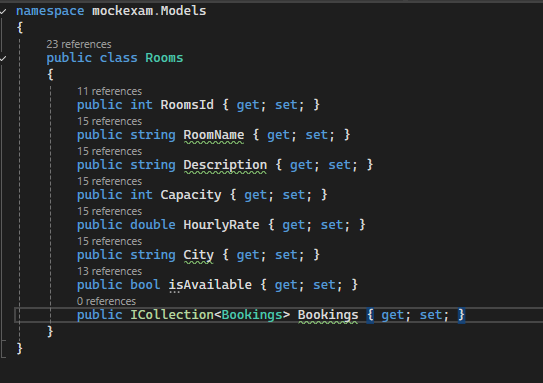 namespace mockexam.Models
{
23 references
public class Rooms
{
11 references
public int RoomsId { get; set; }
15 references
public string RoomName { get; set; }
15 references
public string Description { get; set; }
15 references
public int Capacity { get; set; }
15 references
public double HourlyRate { get; set; }
15 references
public string City { get; set; }
13 references
public bool isAvailable { get; set; }
0 references
public ICollection<Bookings> Bookings { get; set; }
}
}